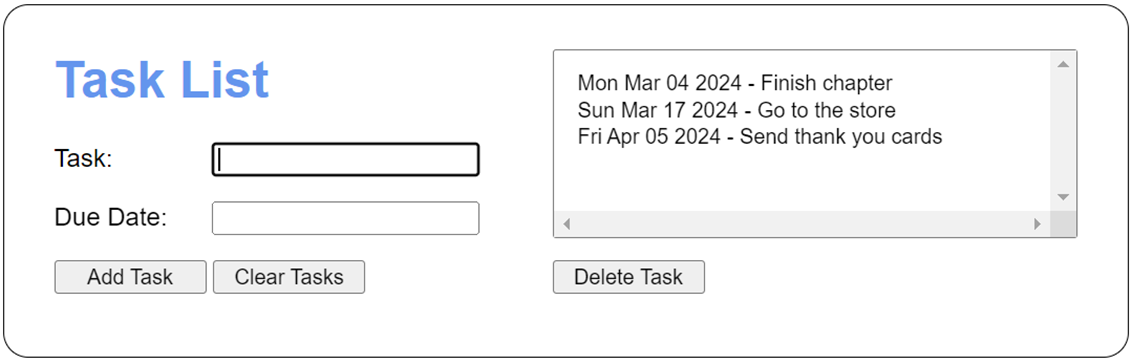 Task List
Task:
Due Date:
Add Task
Clear Tasks
Mon Mar 04 2024 - Finish chapter
Sun Mar 17 2024 - Go to the store
Fri Apr 05 2024 - Send thank you cards
Delete Task